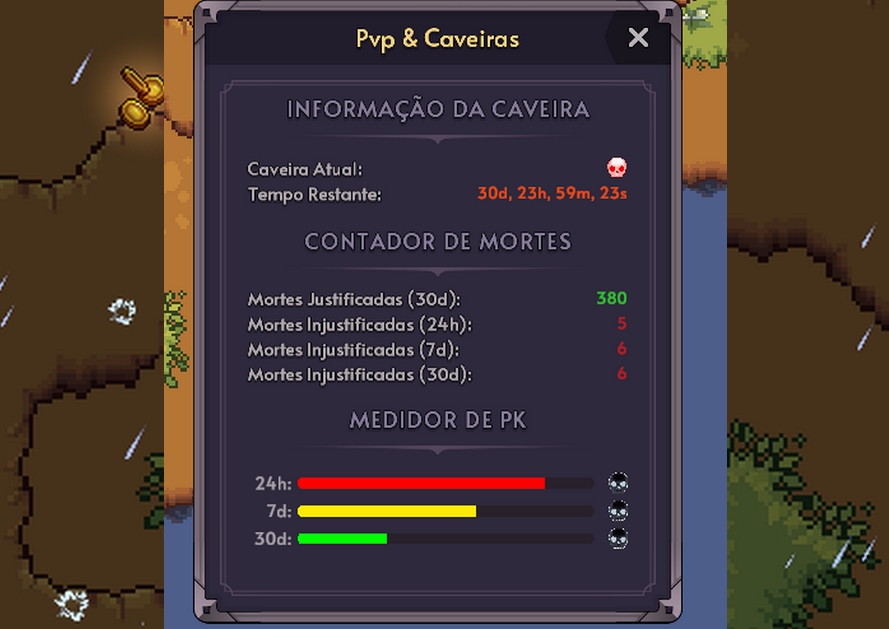 Pvp & Caveiras
INFORMAÇÃO DA CAVEIRA
Caveira Atual:
Tempo Restante: 30d, 23h, 59m, 23s
CONTADOR DE MORTES
Mortes Justificadas (30d): 380
Mortes Injustificadas (24h): 5
Mortes Injustificadas (7d): 6
Mortes Injustificadas (30d): 6
MEDIDOR DE PK
24h:
7d:
30d: